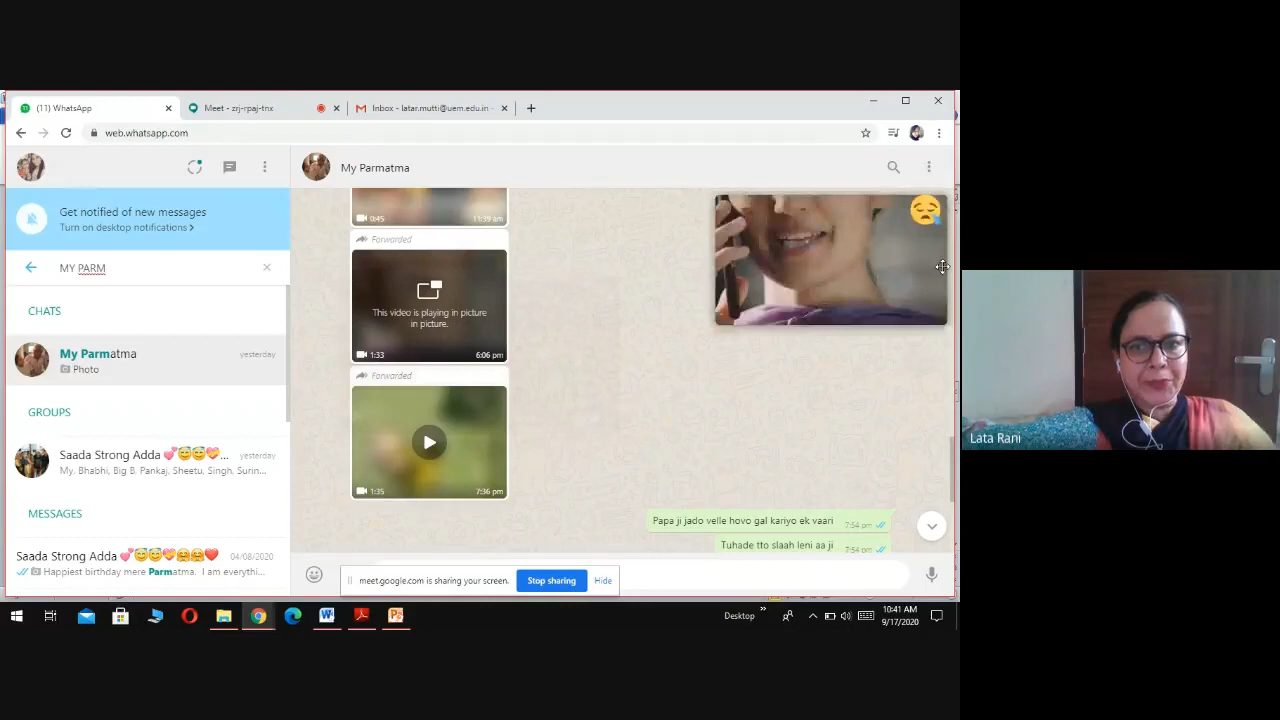 (11) WhatsApp
Meet - zrj-rpaj-tnx
Inbox - latar.mutti@uem.edu.in -
web.whatsapp.com
My Parmatma
Get notified of new messages
Turn on desktop notifications >
MY PARM
CHATS
My Parmatma
yesterday
Photo
GROUPS
Saada Strong Adda 💕😇😇💝...
yesterday
My, Bhabhi, Big B, Pankaj, Sheetu, Singh, Surin...
MESSAGES
Saada Strong Adda 💕😇😇💝🤗🤗❤️
04/08/2020
Happiest birthday mere Parmatma. I am everythi...
0:45
11:39 am
Forwarded
This video is playing in picture
in picture.
1:33
6:06 pm
Forwarded
1:35
7:36 pm
Papa ji jado velle hovo gal kariyo ek vaari
7:54 pm
Tuhade tto slaah leni aa ji
7:54 pm
meet.google.com is sharing your screen.
Stop sharing
Hide
Desktop
10:41 AM
9/17/2020
Lata Rani